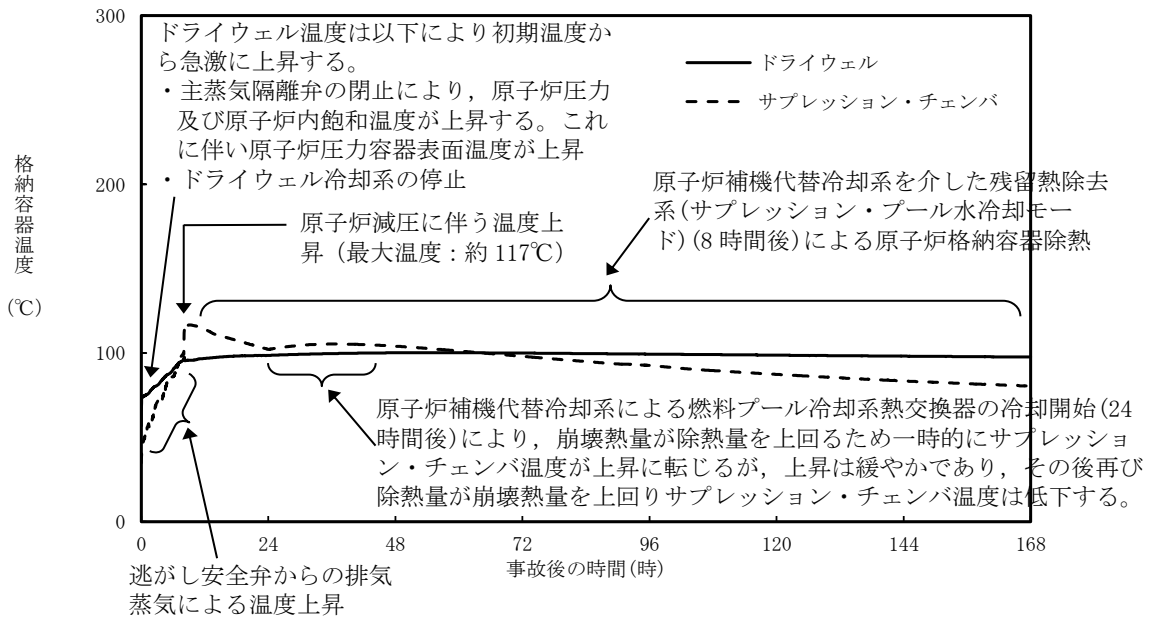 300
ドライウェル温度は以下により初期温度か
ら急激に上昇する。
・主蒸気隔離弁の閉止により，原子炉圧力
及び原子炉内飽和温度が上昇する。これ
に伴い原子炉圧力容器表面温度が上昇
・ドライウェル冷却系の停止
ドライウェル
サプレッション・チェンバ
格納容器温度
(℃)
200
原子炉減圧に伴う温度上
昇（最大温度：約117℃）
原子炉補機代替冷却系を介した残留熱除去
系(サプレッション・プール水冷却モー
ド)(8時間後)による原子炉格納容器除熱
100
原子炉補機代替冷却系による燃料プール冷却系熱交換器の冷却開始(24
時間後)により，崩壊熱量が除熱量を上回るため一時的にサプレッショ
ン・チェンバ温度が上昇に転じるが，上昇は緩やかであり，その後再び
除熱量が崩壊熱量を上回りサプレッション・チェンバ温度は低下する。
0
0 24 48 72 96 120 144 168
事故後の時間(時)
逃がし安全弁からの排気
蒸気による温度上昇